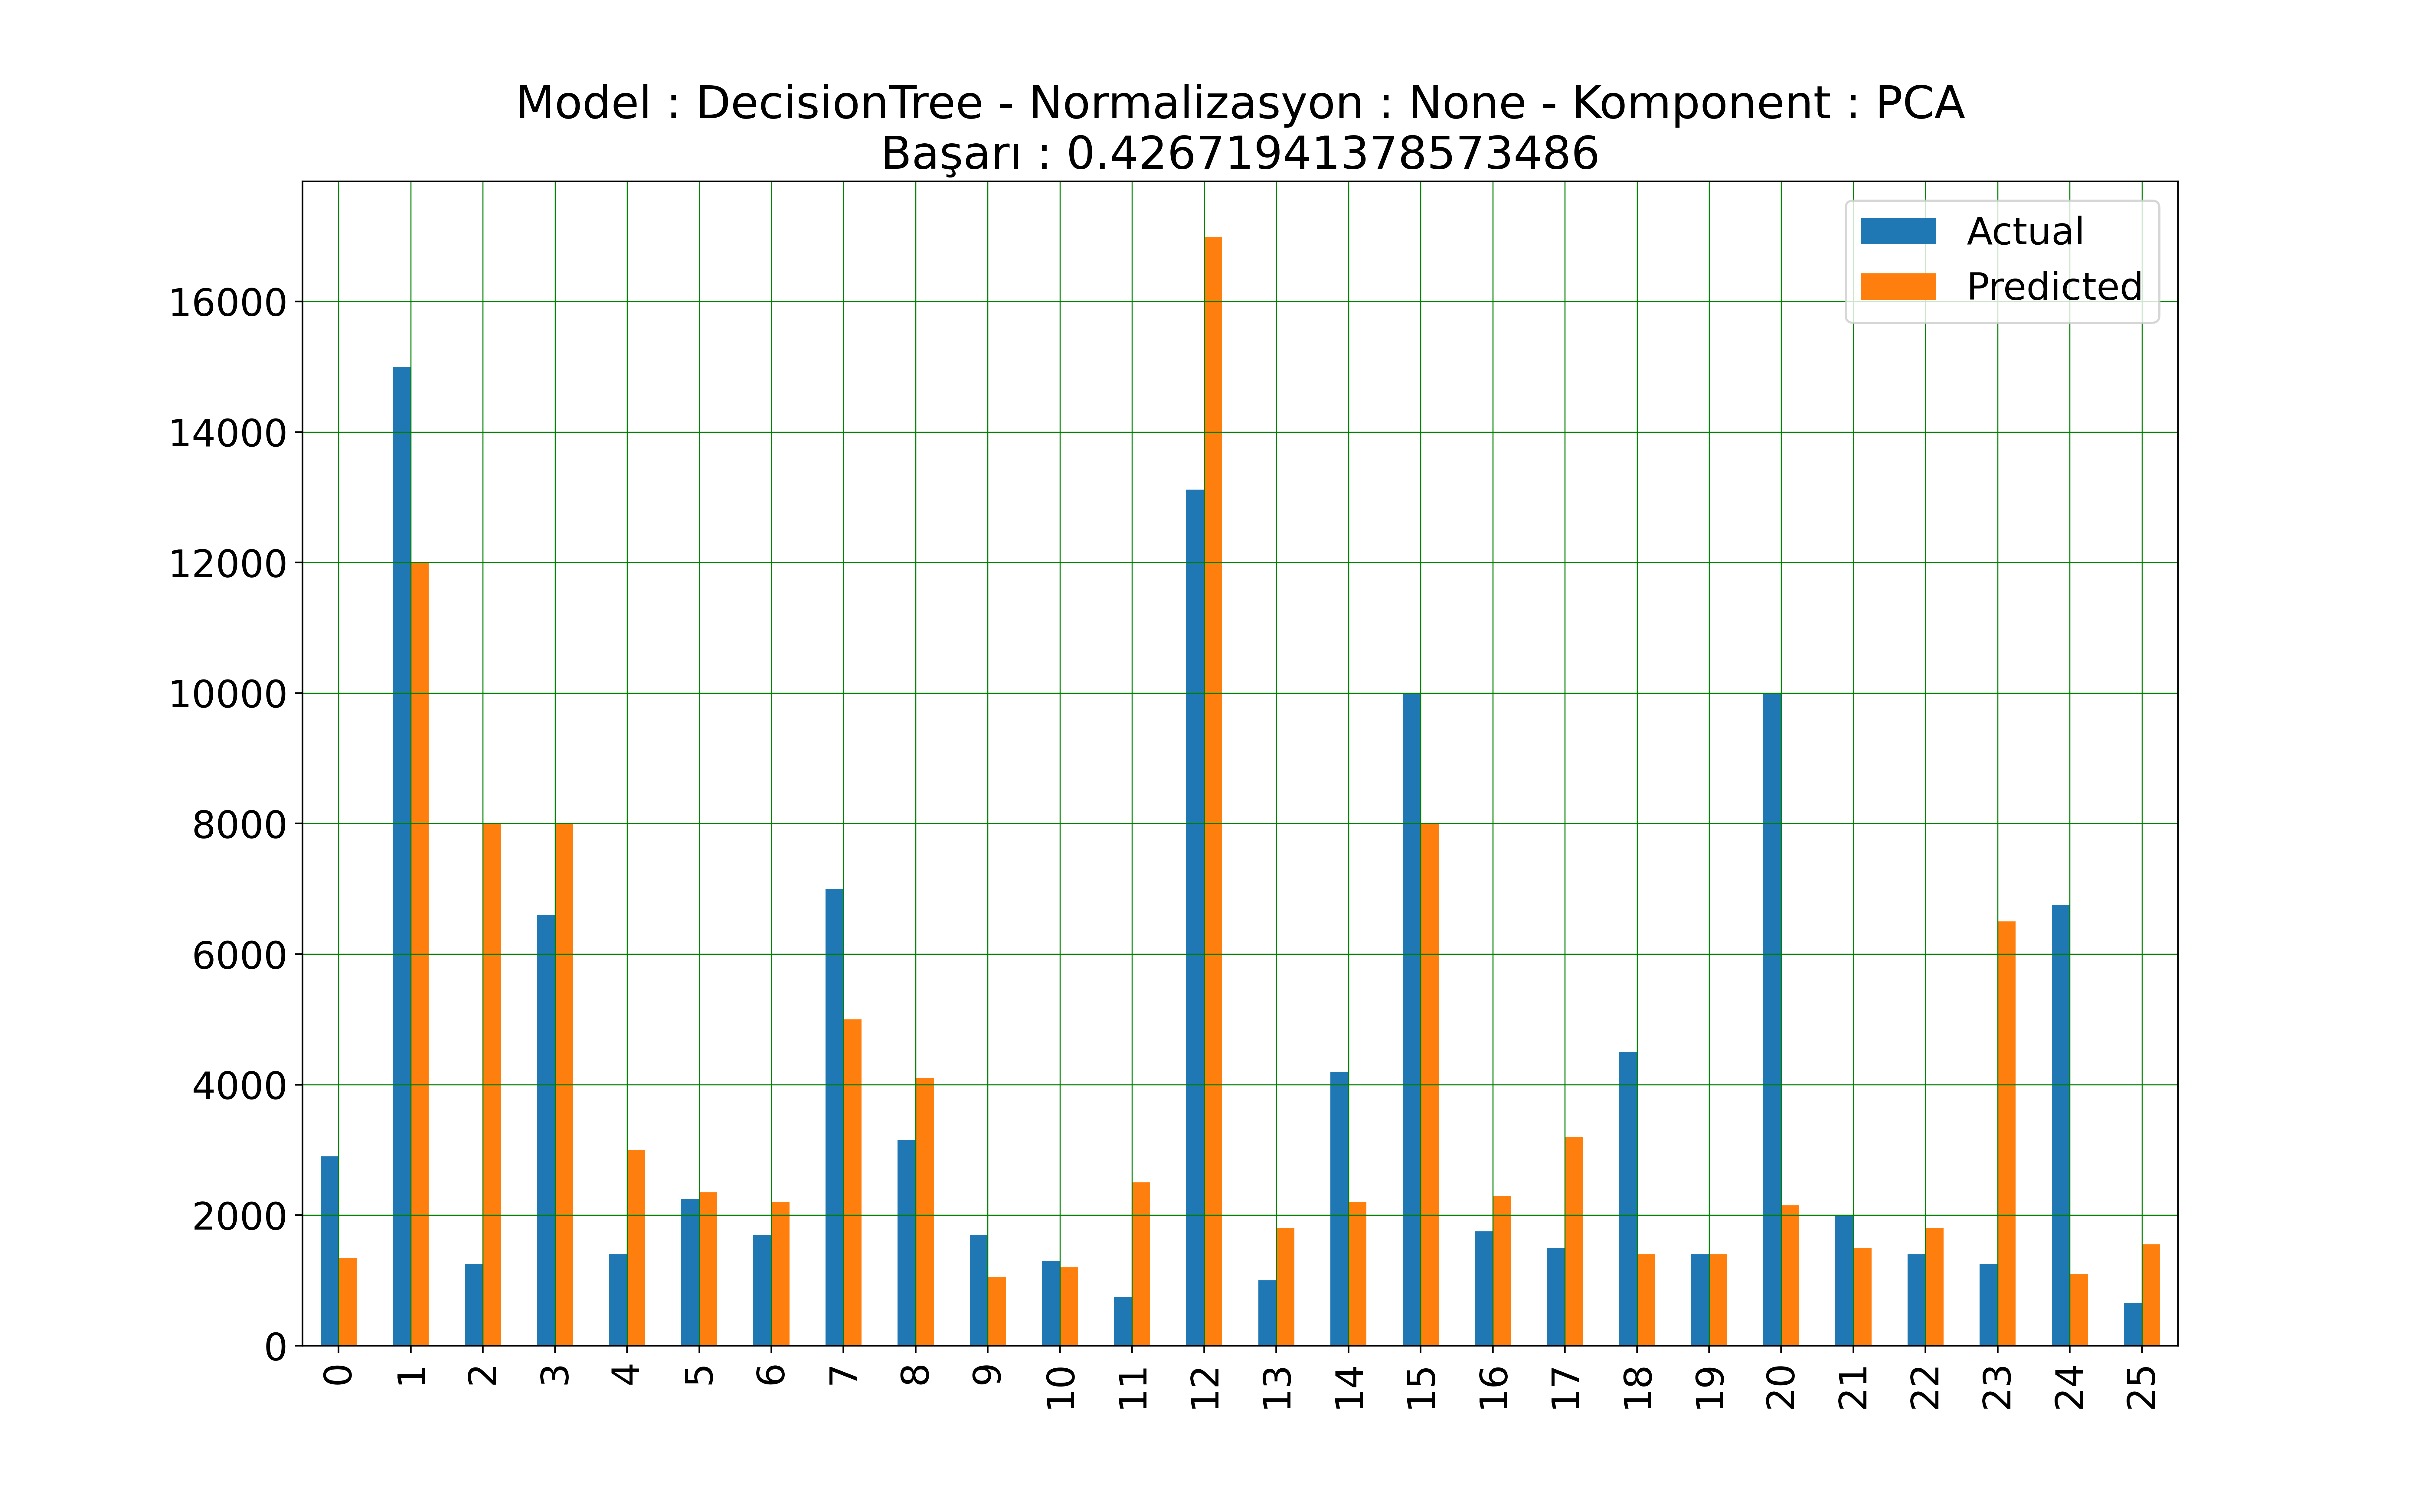 Model : DecisionTree - Normalizasyon : None - Komponent : PCA
Başarı : 0.42671941378573486
Actual
Predicted
16000
14000
12000
10000
8000
6000
4000
2000
0
0 1 2 3 4 5 6 7 8 9 10 11 12 13 14 15 16 17 18 19 20 21 22 23 24 25